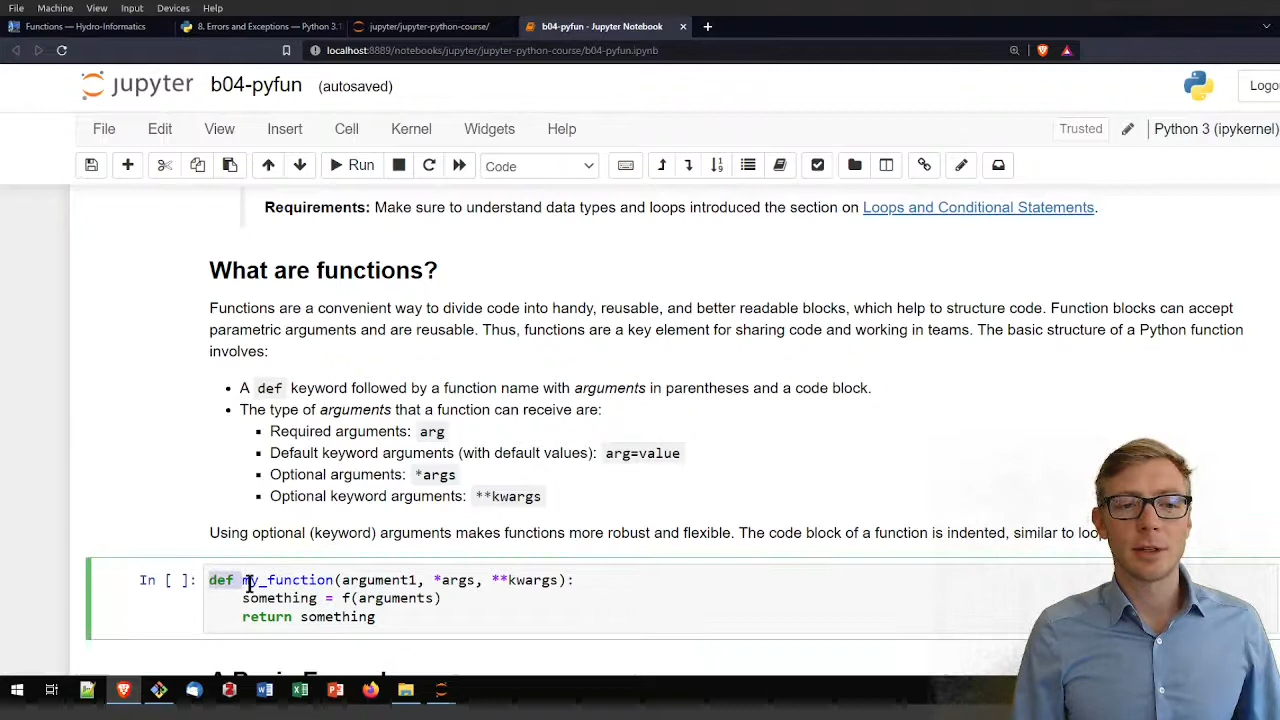 File Machine View Input Devices Help
Functions — Hydro-Informatics
8. Errors and Exceptions — Python 3.1
jupyter/jupyter-python-course/
b04-pyfun - Jupyter Notebook
localhost:8889/notebooks/jupyter/jupyter-python-course/b04-pyfun.ipynb
jupyter b04-pyfun (autosaved)
Logo
File Edit View Insert Cell Kernel Widgets Help
Trusted
Python 3 (ipykernel)
Run
Code
Requirements: Make sure to understand data types and loops introduced the section on Loops and Conditional Statements.
What are functions?
Functions are a convenient way to divide code into handy, reusable, and better readable blocks, which help to structure code. Function blocks can accept
parametric arguments and are reusable. Thus, functions are a key element for sharing code and working in teams. The basic structure of a Python function
involves:
• A def keyword followed by a function name with arguments in parentheses and a code block.
• The type of arguments that a function can receive are:
▪ Required arguments: arg
▪ Default keyword arguments (with default values): arg=value
▪ Optional arguments: *args
▪ Optional keyword arguments: **kwargs
Using optional (keyword) arguments makes functions more robust and flexible. The code block of a function is indented, similar to
In [ ]: def my_function(argument1, *args, **kwargs):
something = f(arguments)
return something